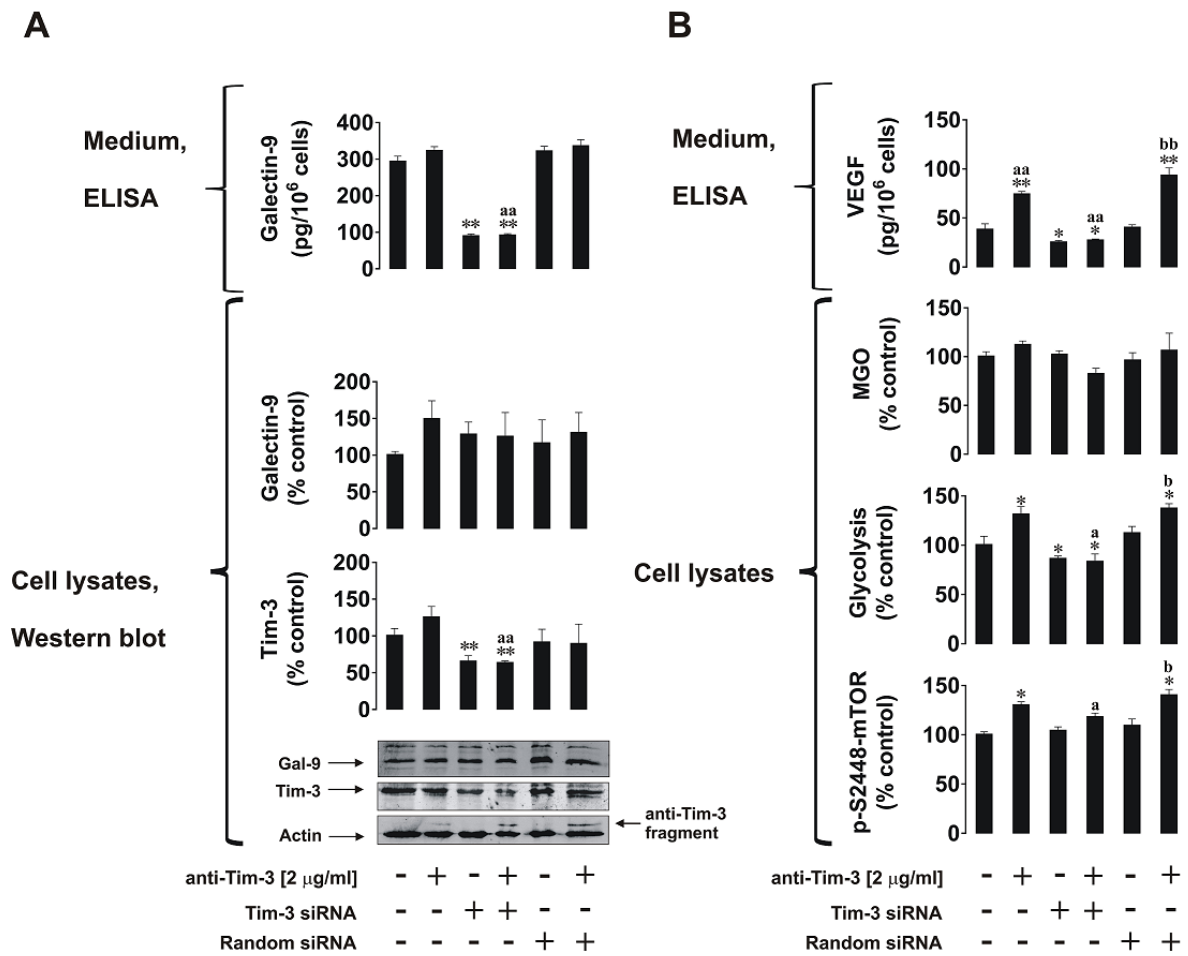 A
Medium,
ELISA
Galectin-9
(pg/10⁶ cells)
400
300
200
100
0
**
aa
**
Cell lysates,
Western blot
Galectin-9
(% control)
200
150
100
50
0
Tim-3
(% control)
200
150
100
50
0
**
aa
**
Gal-9
Tim-3
Actin
anti-Tim-3
fragment
anti-Tim-3 [2 μg/ml] - + - + - +
Tim-3 siRNA - - + + - -
Random siRNA - - - - + +
B
Medium,
ELISA
VEGF
(pg/10⁶ cells)
150
100
50
0
aa
**
*
aa
*
bb
**
Cell lysates
MGO
(% control)
150
100
50
0
Glycolysis
(% control)
150
100
50
0
*
*
a
*
b
*
p-S2448-mTOR
(% control)
150
100
50
0
*
a
b
*
anti-Tim-3 [2 μg/ml] - + - + - +
Tim-3 siRNA - - + + - -
Random siRNA - - - - + +